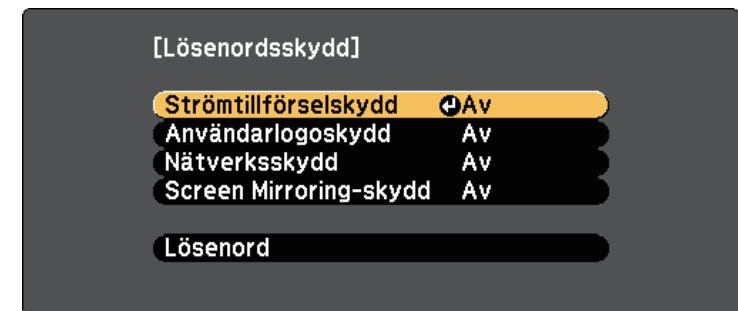 [Lösenordsskydd]
Strömtillförselskydd Av
Användarlogoskydd Av
Nätverksskydd Av
Screen Mirroring-skydd Av
Lösenord